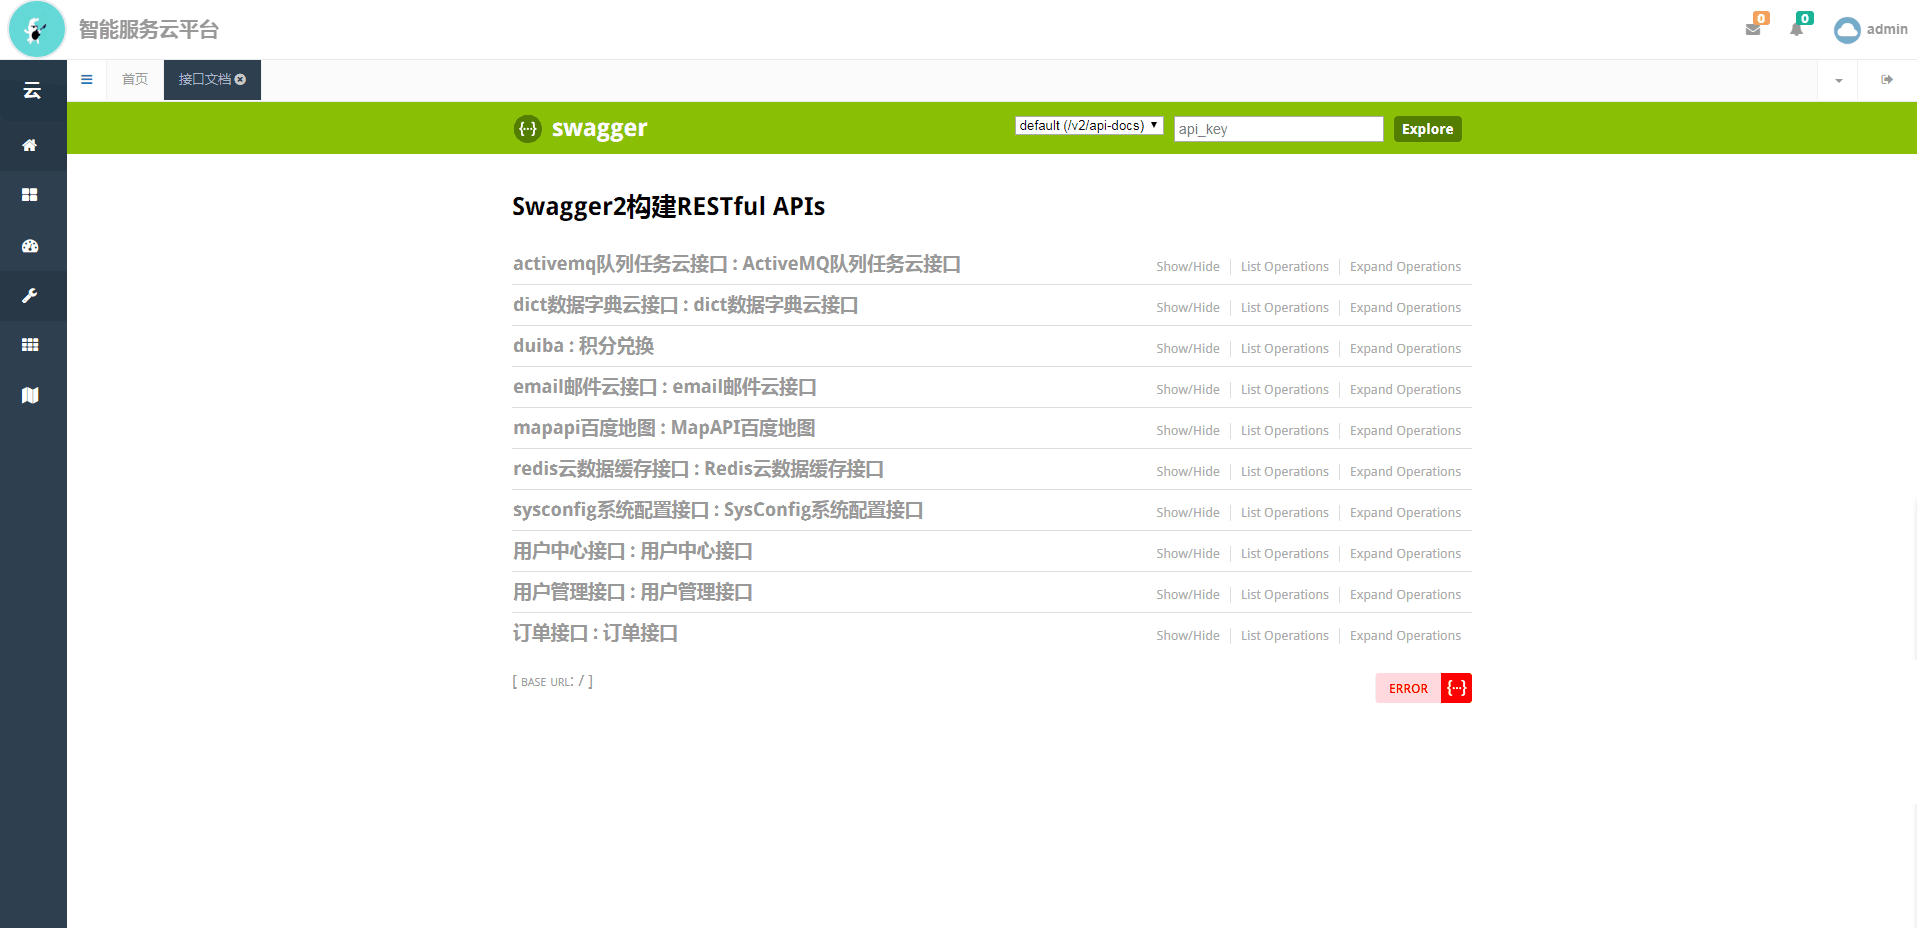 智能服务云平台
0
0
admin
云
首页
接口文档
swagger
default (/v2/api-docs)
api_key
Explore
Swagger2构建RESTful APIs
activemq队列任务云接口 : ActiveMQ队列任务云接口
Show/Hide
List Operations
Expand Operations
dict数据字典云接口 : dict数据字典云接口
Show/Hide
List Operations
Expand Operations
duiba : 积分兑换
Show/Hide
List Operations
Expand Operations
email邮件云接口 : email邮件云接口
Show/Hide
List Operations
Expand Operations
mapapi百度地图 : MapAPI百度地图
Show/Hide
List Operations
Expand Operations
redis云数据缓存接口 : Redis云数据缓存接口
Show/Hide
List Operations
Expand Operations
sysconfig系统配置接口 : SysConfig系统配置接口
Show/Hide
List Operations
Expand Operations
用户中心接口 : 用户中心接口
Show/Hide
List Operations
Expand Operations
用户管理接口 : 用户管理接口
Show/Hide
List Operations
Expand Operations
订单接口 : 订单接口
Show/Hide
List Operations
Expand Operations
[ BASE URL: / ]
ERROR {...}